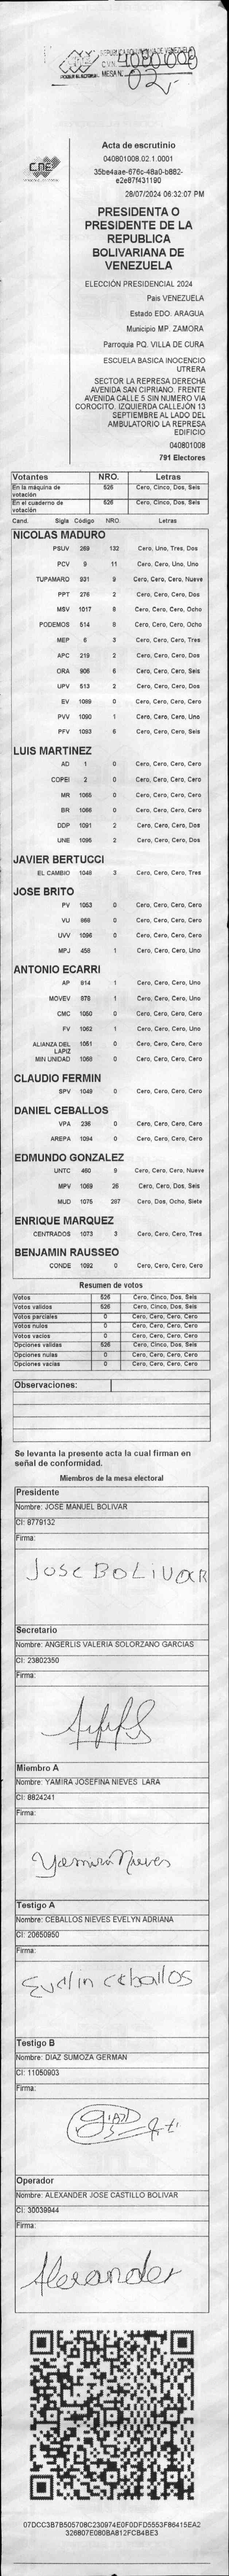 REPUBLICA BOLIVARIANA DE VENEZUELA
PODER ELECTORAL
MESA N.
02
CNE
Acta de escrutinio
040801008.02.1.0001
28/07/2024 06:32:07 PM
PRESIDENTA O
PRESIDENTE DE LA
REPUBLICA
BOLIVARIANA DE
VENEZUELA
ELECCIÓN PRESIDENCIAL 2024
País VENEZUELA
Estado EDO. ARAGUA
Municipio MP. ZAMORA
Parroquia PQ. VILLA DE CURA
ESCUELA BASICA INOCENCIO
UTRERA
SECTOR LA REPRESA DERECHA
AVENIDA SAN CIPRIANO. FRENTE
AVENIDA CALLE 5 SIN NUMERO VIA
COROCITO. IZQUIERDA CALLEJÓN 13
SEPTIEMBRE AL LADO DEL
AMBULATORIO LA REPRESA
EDIFICIO
040801008
791 Electores
Votantes NRO. Letras
En la máquina de votación 526 Cero, Cinco, Dos, Seis
En el cuaderno de votación 526 Cero, Cinco, Dos, Seis
Cand. Sigla Código NRO. Letras
NICOLAS MADURO
PSUV 269 132 Cero, Uno, Tres, Dos
PCV 9 11 Cero, Cero, Uno, Uno
TUPAMARO 931 9 Cero, Cero, Cero, Nueve
PPT 276 2 Cero, Cero, Cero, Dos
MSV 1017 8 Cero, Cero, Cero, Ocho
PODEMOS 514 8 Cero, Cero, Cero, Ocho
MEP 6 3 Cero, Cero, Cero, Tres
APC 219 2 Cero, Cero, Cero, Dos
ORA 906 6 Cero, Cero, Cero, Seis
UPV 513 2 Cero, Cero, Cero, Dos
EV 1089 0 Cero, Cero, Cero, Cero
PVV 1090 1 Cero, Cero, Cero, Uno
PFV 1093 6 Cero, Cero, Cero, Seis
LUIS MARTINEZ
AD 1 0 Cero, Cero, Cero, Cero
COPEI 2 0 Cero, Cero, Cero, Cero
MR 1065 0 Cero, Cero, Cero, Cero
BR 1066 0 Cero, Cero, Cero, Cero
DDP 1091 2 Cero, Cero, Cero, Dos
UNE 1095 2 Cero, Cero, Cero, Dos
JAVIER BERTUCCI
EL CAMBIO 1048 3 Cero, Cero, Cero, Tres
JOSE BRITO
PV 1053 0 Cero, Cero, Cero, Cero
VU 868 0 Cero, Cero, Cero, Cero
UVV 1096 0 Cero, Cero, Cero, Cero
MPJ 458 1 Cero, Cero, Cero, Uno
ANTONIO ECARRI
AP 814 1 Cero, Cero, Cero, Uno
MOVEV 878 1 Cero, Cero, Cero, Uno
CMC 1050 0 Cero, Cero, Cero, Cero
FV 1062 1 Cero, Cero, Cero, Uno
ALIANZA DEL LAPIZ 1051 0 Cero, Cero, Cero, Cero
MIN UNIDAD 1068 0 Cero, Cero, Cero, Cero
CLAUDIO FERMIN
SPV 1049 0 Cero, Cero, Cero, Cero
DANIEL CEBALLOS
VPA 236 0 Cero, Cero, Cero, Cero
AREPA 1094 0 Cero, Cero, Cero, Cero
EDMUNDO GONZALEZ
UNTC 460 9 Cero, Cero, Cero, Nueve
MPV 1069 26 Cero, Cero, Dos, Seis
MUD 1075 287 Cero, Dos, Ocho, Siete
ENRIQUE MARQUEZ
CENTRADOS 1073 3 Cero, Cero, Cero, Tres
BENJAMIN RAUSSEO
CONDE 1092 0 Cero, Cero, Cero, Cero
Resumen de votos
Votos 526 Cero, Cinco, Dos, Seis
Votos validos 526 Cero, Cinco, Dos, Seis
Votos parciales 0 Cero, Cero, Cero, Cero
Votos nulos 0 Cero, Cero, Cero, Cero
Votos vacios 0 Cero, Cero, Cero, Cero
Opciones validas 526 Cero, Cinco, Dos, Seis
Opciones nulas 0 Cero, Cero, Cero, Cero
Opciones vacias 0 Cero, Cero, Cero, Cero
Observaciones:
Se levanta la presente acta la cual firman en
señal de conformidad.
Miembros de la mesa electoral
Presidente
Nombre: JOSE MANUEL BOLIVAR
CI: 8779132
Firma:
JOSE BOLIVAR
Secretario
Nombre: ANGERLIS VALERIA SOLORZANO GARCIAS
CI: 23802350
Firma:
Miembro A
Nombre: YAMIRA JOSEFINA NIEVES LARA
CI: 8824241
Firma:
Yamira Nieves
Testigo A
Nombre: CEBALLOS NIEVES EVELYN ADRIANA
CI: 20650950
Firma:
Evelin ceballos
Testigo B
Nombre: DIAZ SUMOZA GERMAN
CI: 11050903
Firma:
Operador
Nombre: ALEXANDER JOSE CASTILLO BOLIVAR
CI: 30039944
Firma:
Alexander